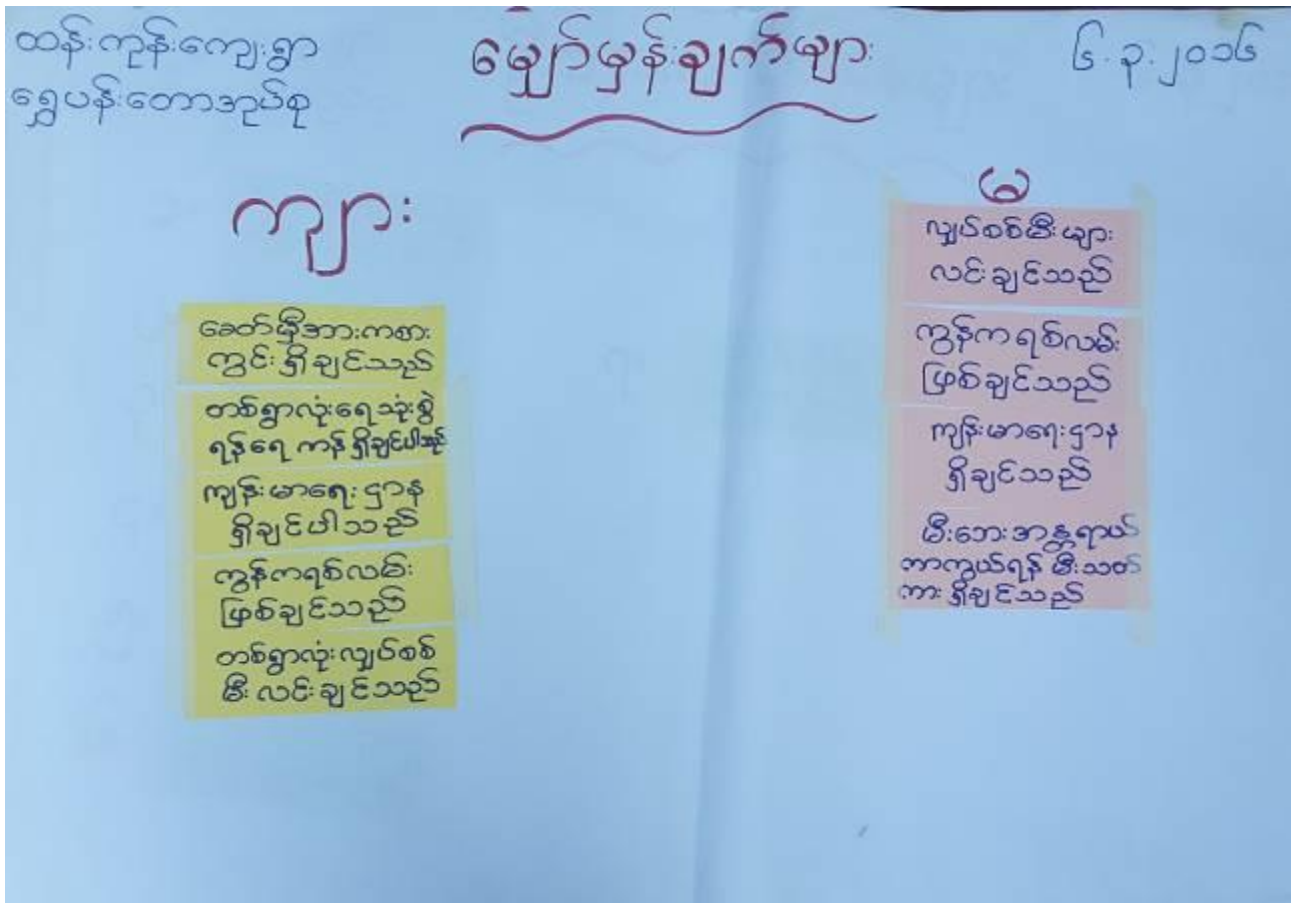 ထန်းကုန်းကျေးရွာ
ရွှေပန်းတောအုပ်စု
မျှော်မှန်းချက်များ
၆.၃.၂၀၁၆
ကျား
ခေတ်မှီအားကစား
ကွင်းရှိချင်သည်
တစ်ရွာလုံးရေသုံးစွဲ
ရန်ရေကန်ရှိချင်ပါသည်
ကျန်းမာရေးဌာန
ရှိချင်ပါသည်
ကွန်ကရစ်လမ်း
ဖြစ်ချင်သည်
တစ်ရွာလုံးလျှပ်စစ်
မီးလင်းချင်သည်
မ
လျှပ်စစ်မီးများ
လင်းချင်သည်
ကွန်ကရစ်လမ်း
ဖြစ်ချင်သည်
ကျန်းမာရေးဌာန
ရှိချင်သည်
မီးဘေးအန္တရာယ်
ကာကွယ်ရန် မီးသတ်
ကားရှိချင်သည်